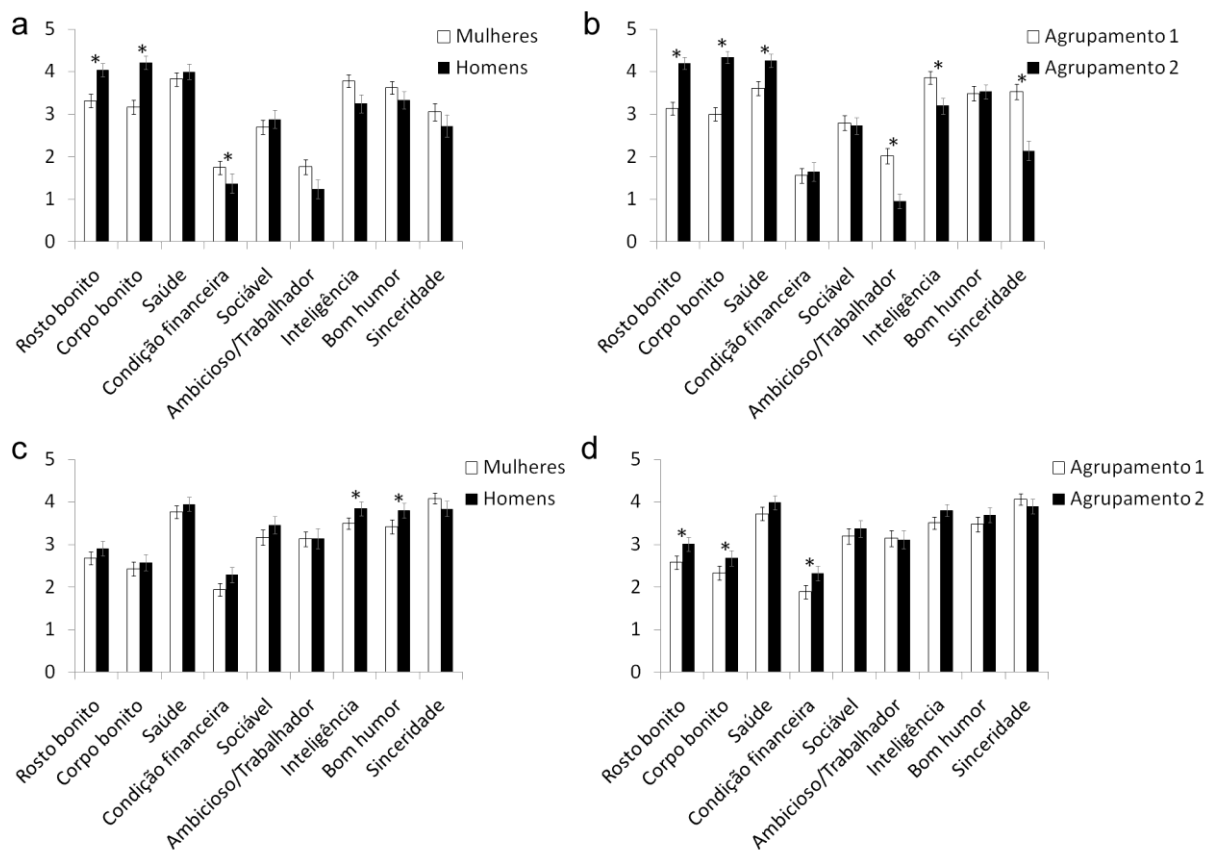 a
5
4
3
2
1
0
* * * 
Mulheres
Homens
Rosto bonito
Corpo bonito
Saúde
Condição financeira
Sociável
Ambicioso/Trabalhador
Inteligência
Bom humor
Sinceridade
b
5
4
3
2
1
0
* * * * * *
Agrupamento 1
Agrupamento 2
Rosto bonito
Corpo bonito
Saúde
Condição financeira
Sociável
Ambicioso/Trabalhador
Inteligência
Bom humor
Sinceridade
c
5
4
3
2
1
0
* *
Mulheres
Homens
Rosto bonito
Corpo bonito
Saúde
Condição financeira
Sociável
Ambicioso/Trabalhador
Inteligência
Bom humor
Sinceridade
d
5
4
3
2
1
0
* * *
Agrupamento 1
Agrupamento 2
Rosto bonito
Corpo bonito
Saúde
Condição financeira
Sociável
Ambicioso/Trabalhador
Inteligência
Bom humor
Sinceridade